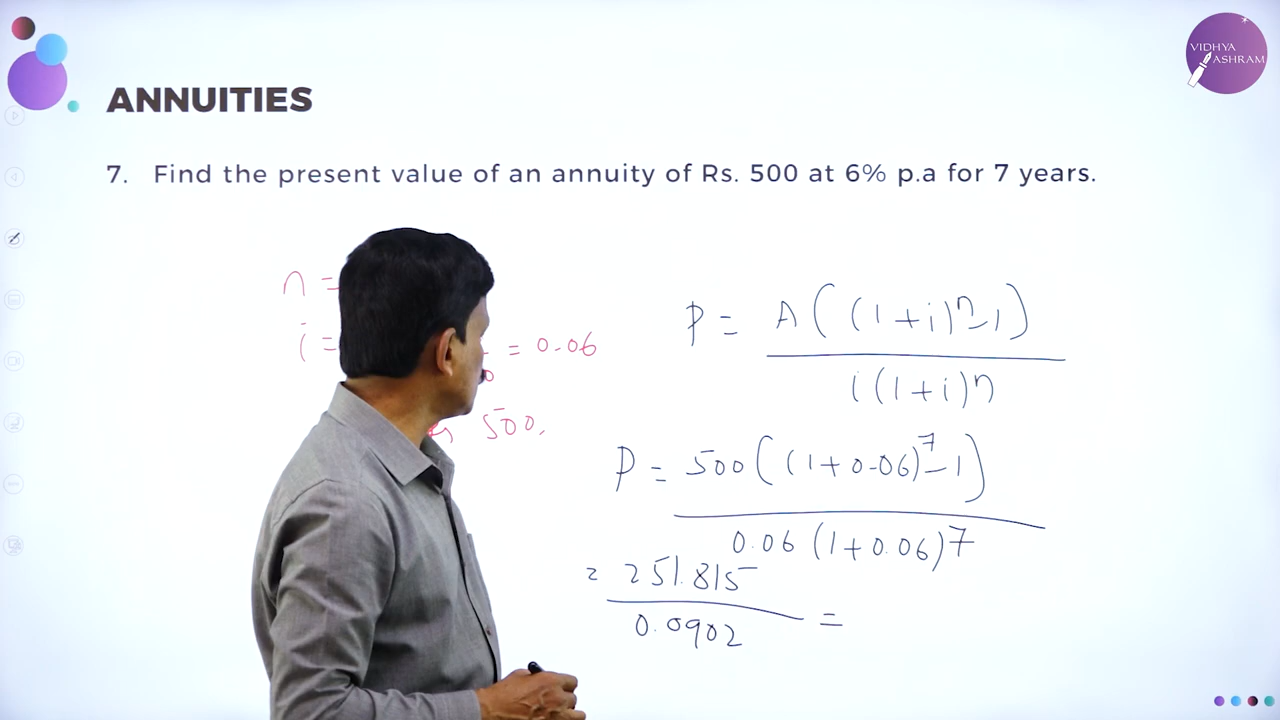 VIDHYA
ASHRAM
ANNUITIES
7. Find the present value of an annuity of Rs. 500 at 6% p.a for 7 years.
n =
i = = 0.06
500.
P = A((1+i)^n-1)
i(1+i)^n
P = 500((1+0.06)^7-1)
0.06(1+0.06)^7
= 251.815
0.0902 =